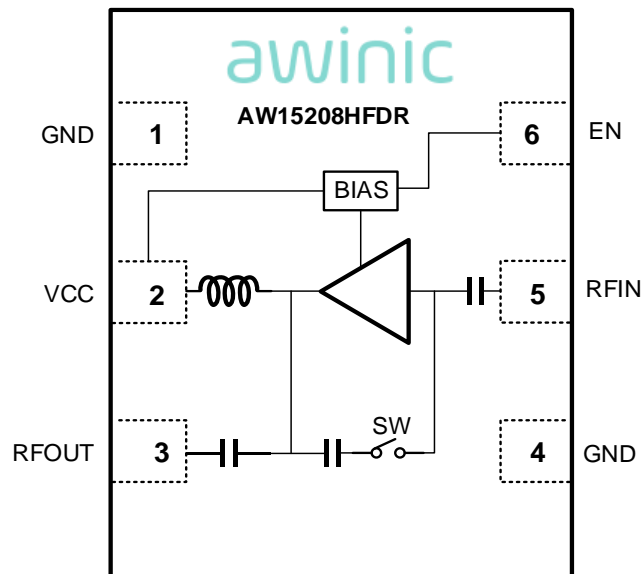 awinic
AW15208HFDR
GND 1
6 EN
BIAS
VCC 2
5 RFIN
SW
RFOUT 3
4 GND